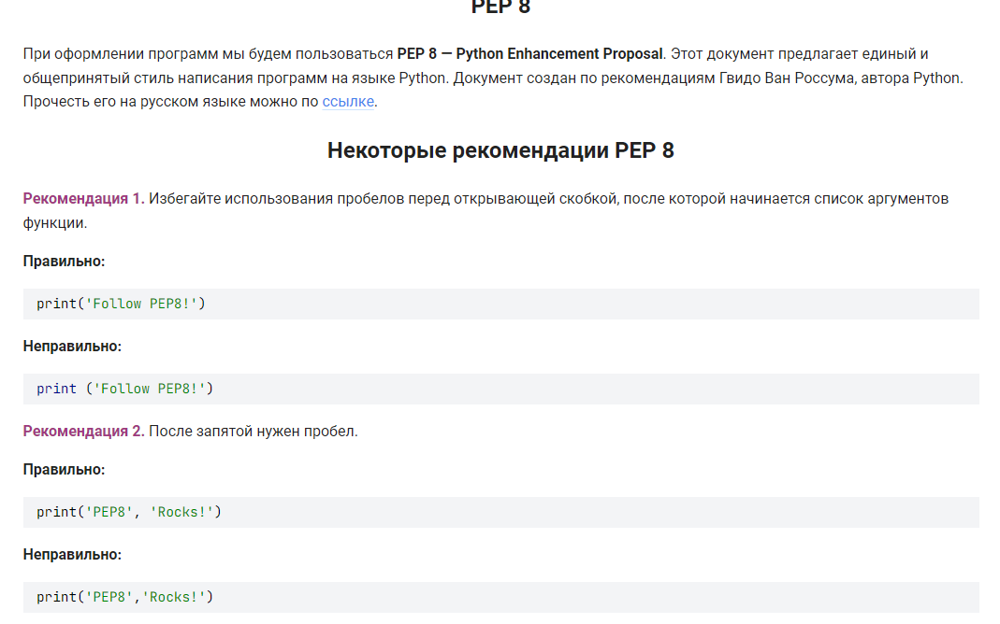 PEP 8
При оформлении программ мы будем пользоваться PEP 8 — Python Enhancement Proposal. Этот документ предлагает единый и
общепринятый стиль написания программ на языке Python. Документ создан по рекомендациям Гвидо Ван Россума, автора Python.
Прочесть его на русском языке можно по ссылке.
Некоторые рекомендации PEP 8
Рекомендация 1. Избегайте использования пробелов перед открывающей скобкой, после которой начинается список аргументов
функции.
Правильно:
print('Follow PEP8!')
Неправильно:
print ('Follow PEP8!')
Рекомендация 2. После запятой нужен пробел.
Правильно:
print('PEP8', 'Rocks!')
Неправильно:
print('PEP8','Rocks!')